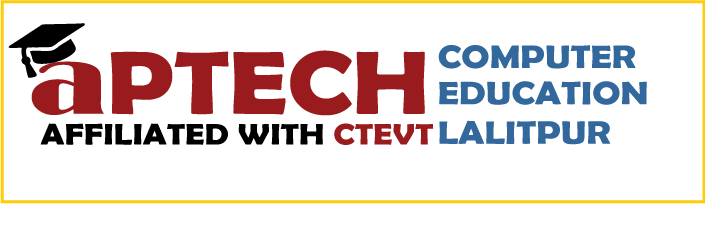 aPTECH
AFFILIATED WITH CTEVT
COMPUTER
EDUCATION
LALITPUR